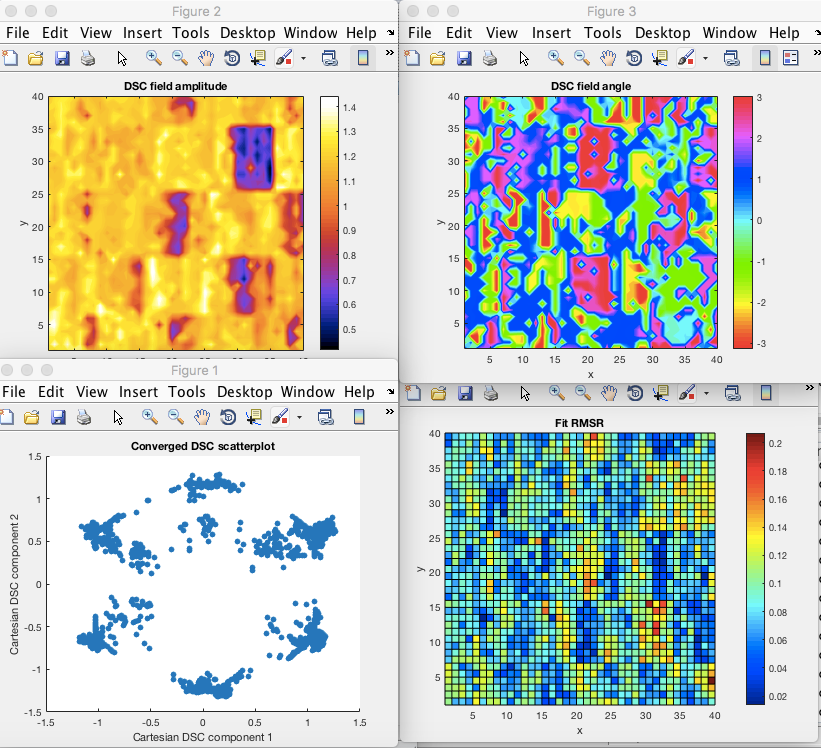 Figure 2
File Edit View Insert Tools Desktop Window Help
DSC field amplitude
40
35
30
25
20
15
10
5
y
1.4
1.3
1.2
1.1
1
0.9
0.8
0.7
0.6
0.5
Figure 3
File Edit View Insert Tools Desktop Window Help
DSC field angle
40
35
30
25
20
15
10
5
y
5 10 15 20 25 30 35 40
x
3
2
1
0
-1
-2
-3
Figure 1
File Edit View Insert Tools Desktop Window Help
Converged DSC scatterplot
1.5
1
0.5
0
-0.5
-1
-1.5
Cartesian DSC component 2
-1.5 -1 -0.5 0 0.5 1 1.5
Cartesian DSC component 1
Fit RMSR
40
35
30
25
20
15
10
5
y
5 10 15 20 25 30 35 40
x
0.2
0.18
0.16
0.14
0.12
0.1
0.08
0.06
0.04
0.02